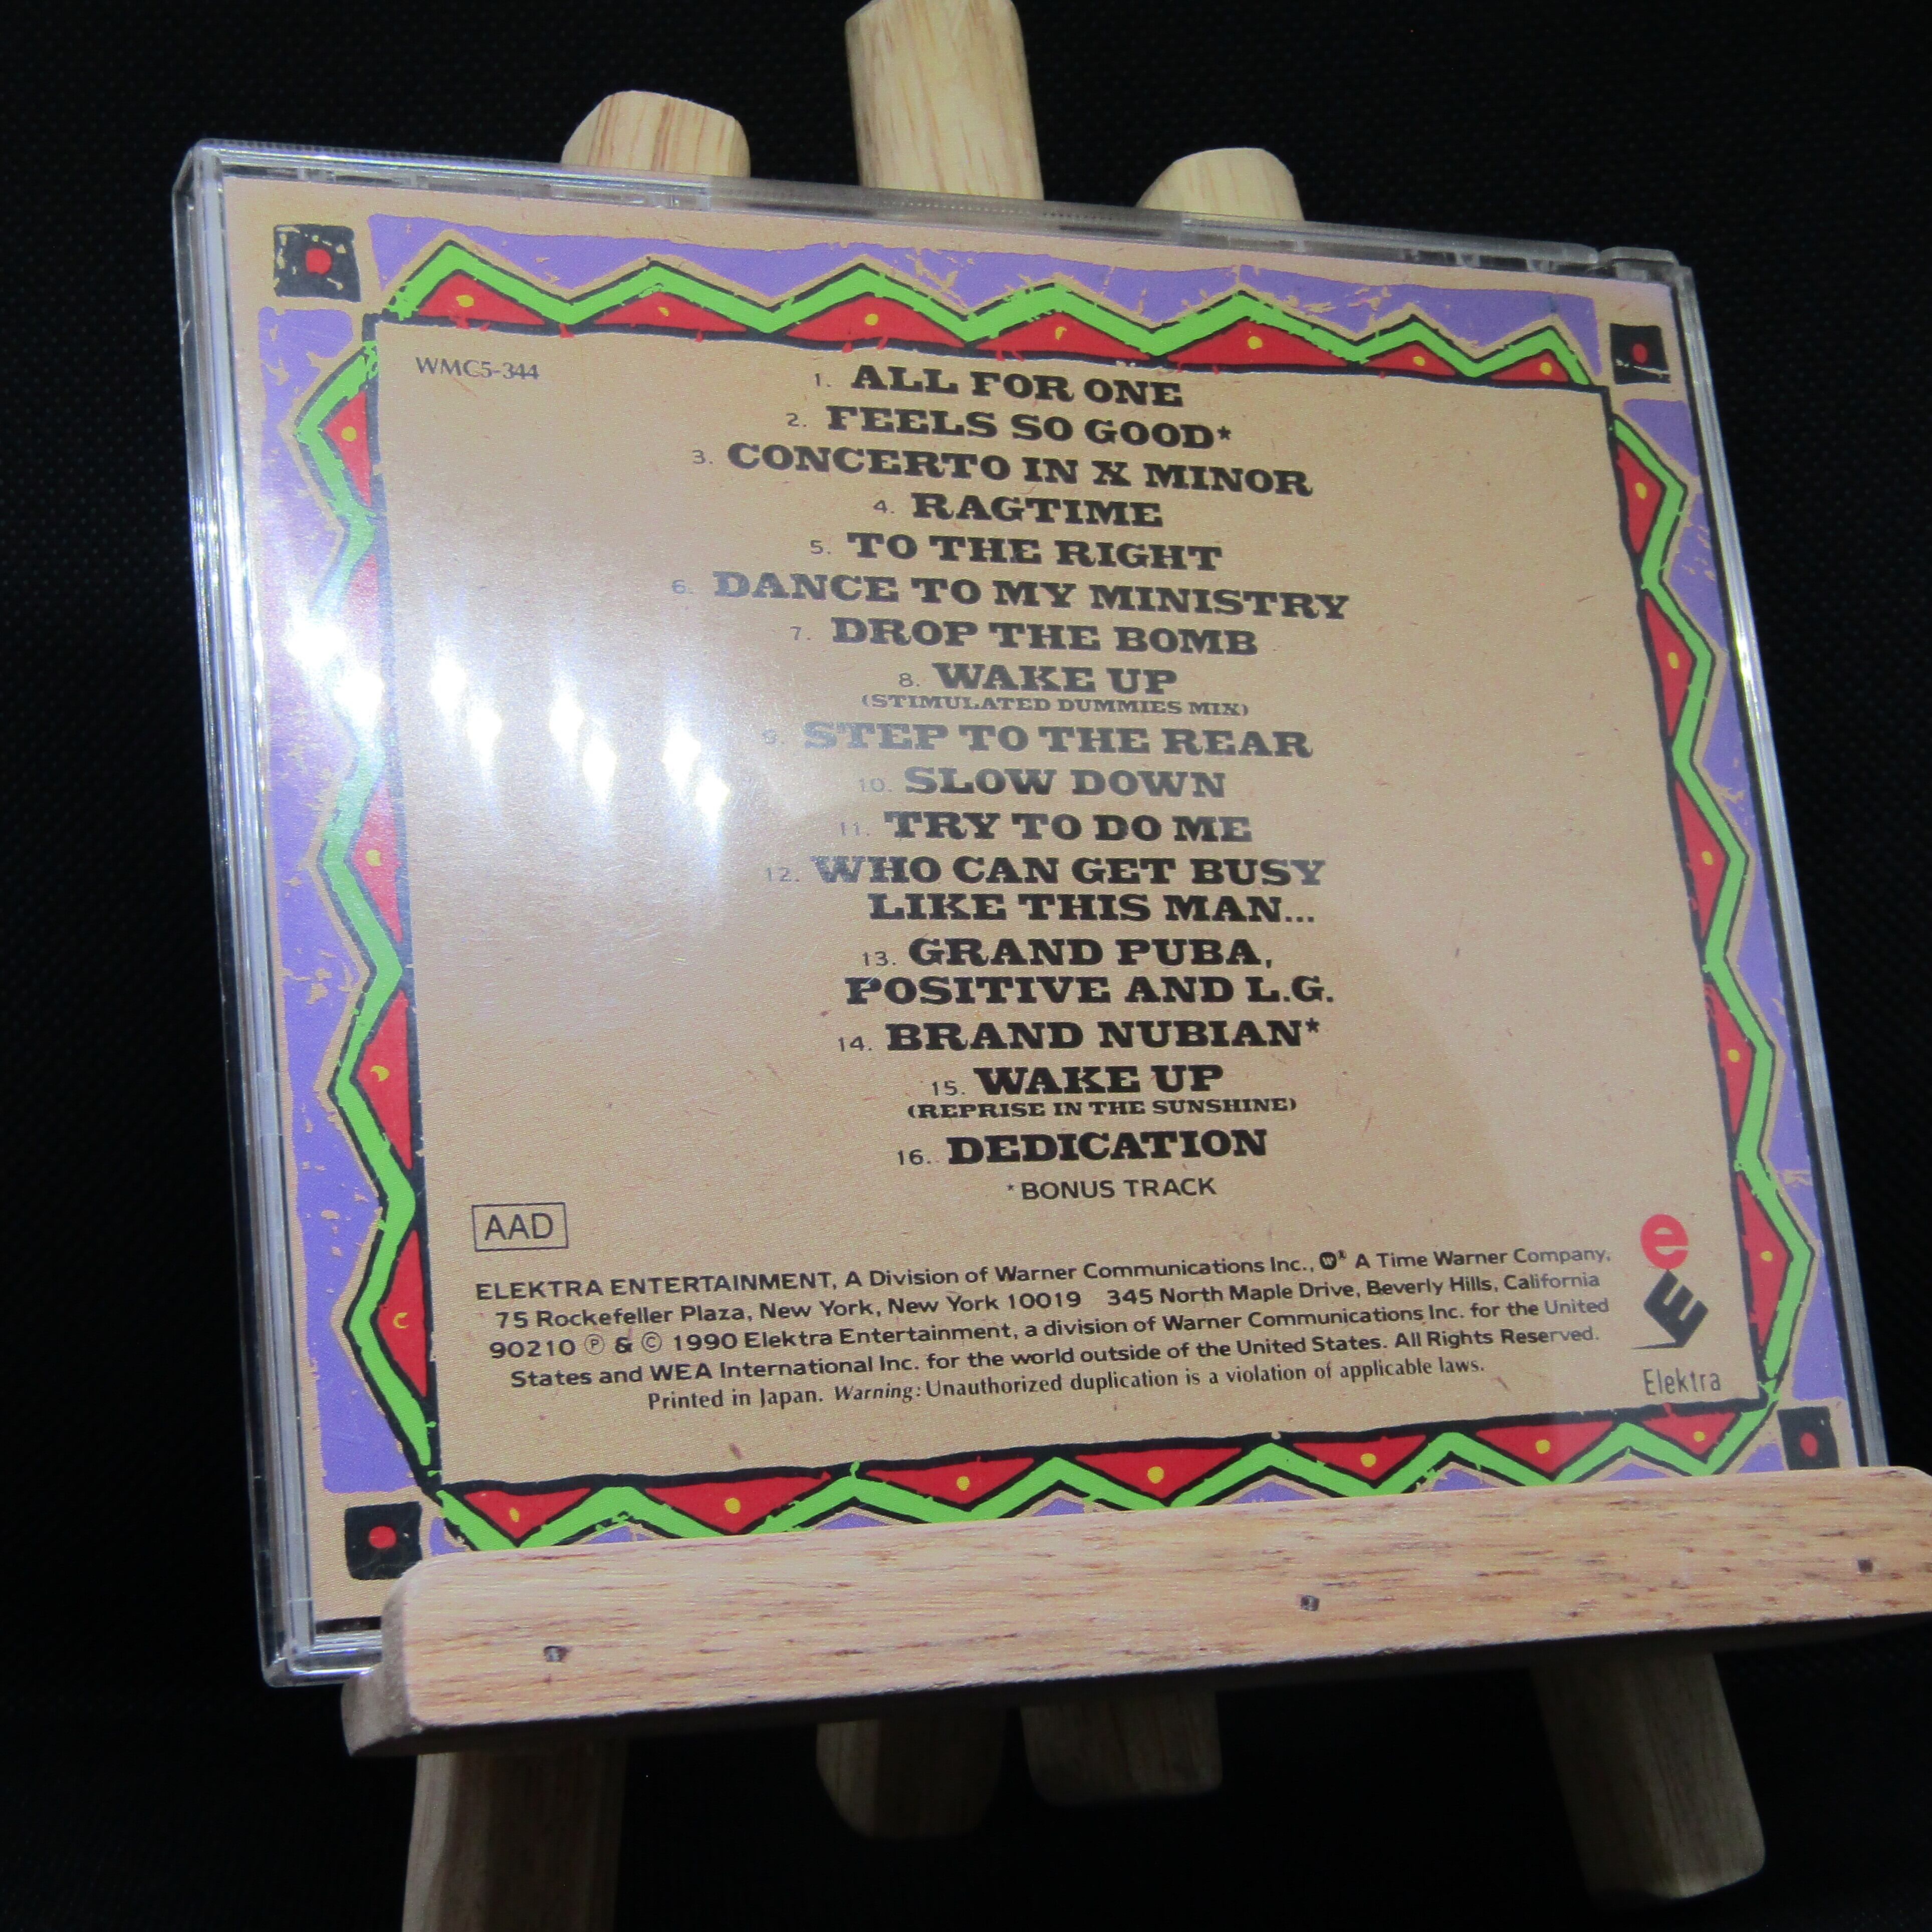 WMC5-344
1. ALL FOR ONE
2. FEELS SO GOOD*
3. CONCERTO IN X MINOR
4. RAGTIME
5. TO THE RIGHT
6. DANCE TO MY MINISTRY
7. DROP THE BOMB
8. WAKE UP
(STIMULATED DUMMIES MIX)
9. STEP TO THE REAR
10. SLOW DOWN
11. TRY TO DO ME
12. WHO CAN GET BUSY
LIKE THIS MAN...
13. GRAND PUBA,
POSITIVE AND L.G.
14. BRAND NUBIAN*
15. WAKE UP
(REPRISE IN THE SUNSHINE)
16. DEDICATION
*BONUS TRACK
AAD
ELEKTRA ENTERTAINMENT, A Division of Warner Communications Inc., W® A Time Warner Company,
75 Rockefeller Plaza, New York, New York 10019 345 North Maple Drive, Beverly Hills, California
90210 ℗ & © 1990 Elektra Entertainment, a division of Warner Communications Inc. for the United
States and WEA International Inc. for the world outside of the United States. All Rights Reserved.
Printed in Japan. Warning: Unauthorized duplication is a violation of applicable laws.
e
E
Elektra